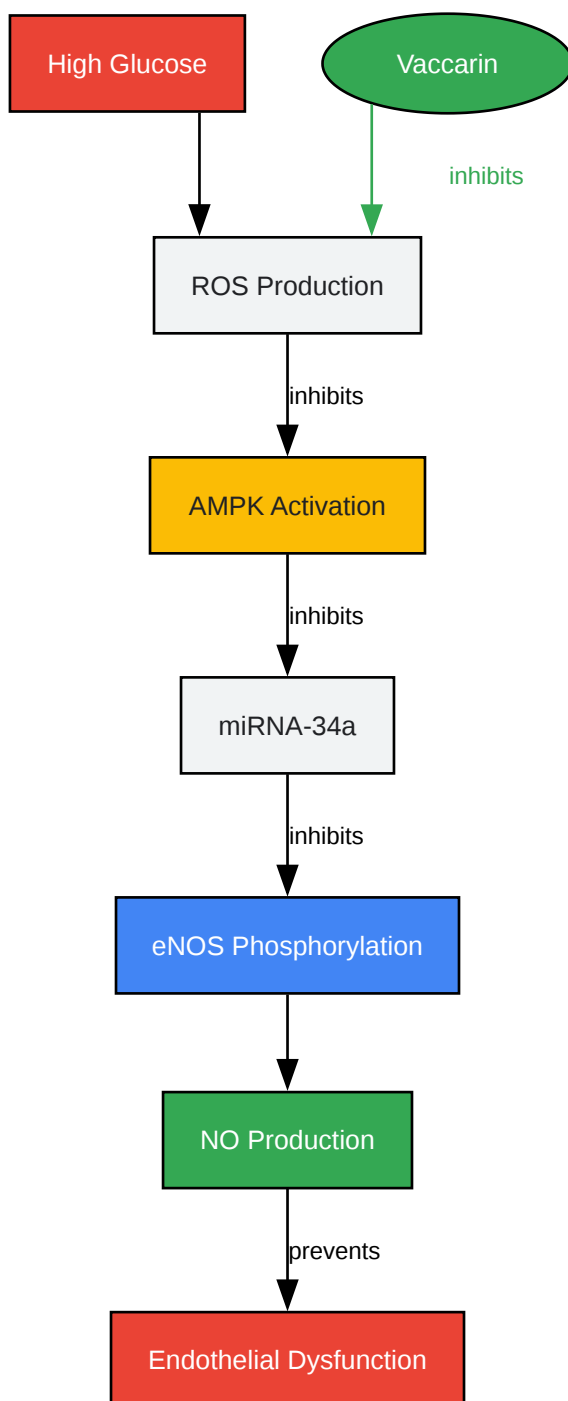 High Glucose
Vaccarin
inhibits
ROS Production
inhibits
AMPK Activation
inhibits
miRNA-34a
inhibits
eNOS Phosphorylation
NO Production
prevents
Endothelial Dysfunction